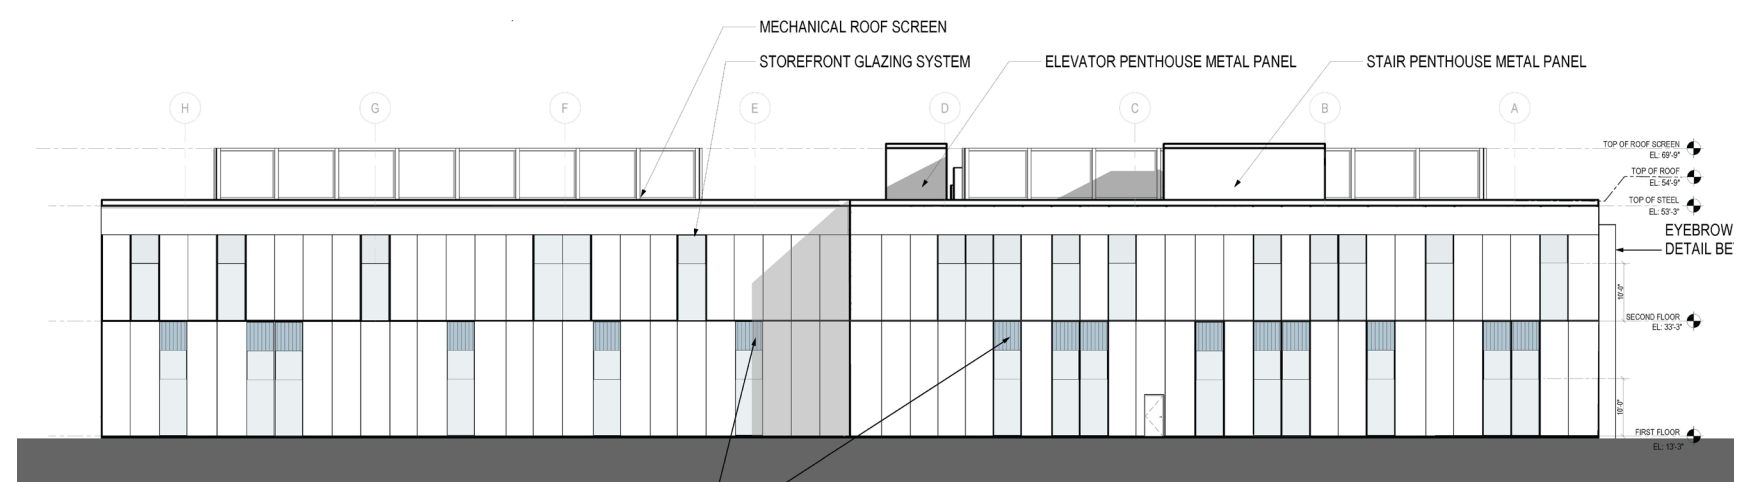 MECHANICAL ROOF SCREEN
STOREFRONT GLAZING SYSTEM
ELEVATOR PENTHOUSE METAL PANEL
STAIR PENTHOUSE METAL PANEL
H
G
F
E
D
C
B
A
TOP OF ROOF SCREEN
EL: 69'-9"
TOP OF ROOF
EL: 54'-9"
TOP OF STEEL
EL: 53'-3"
EYEBROW
DETAIL BE
10'-0"
SECOND FLOOR
EL: 33'-3"
10'-0"
FIRST FLOOR
EL: 13'-3"